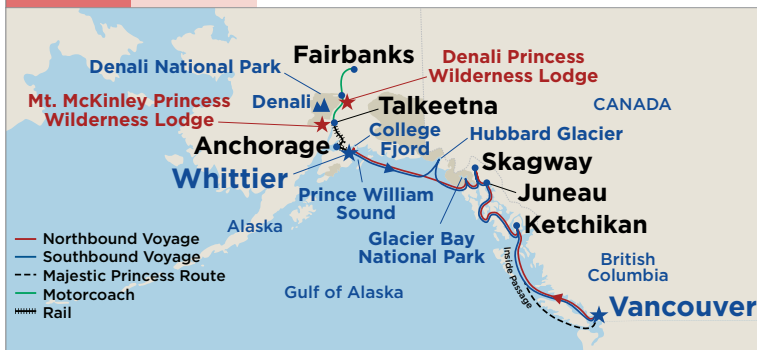 Fairbanks
Denali National Park
Denali Princess
Wilderness Lodge
Denali
Mt. McKinley Princess
Wilderness Lodge
Talkeetna
CANADA
College
Fjord
Hubbard Glacier
Anchorage
Whittier
Skagway
Prince William
Sound
Juneau
Alaska
Glacier Bay
National Park
Ketchikan
Northbound Voyage
Southbound Voyage
Majestic Princess Route
Motorcoach
Rail
Gulf of Alaska
Inside Passage
British
Columbia
Vancouver